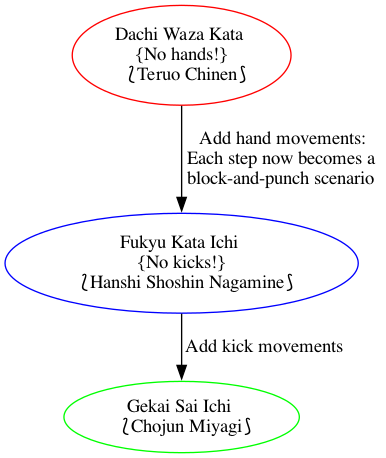 Dachi Waza Kata
{No hands!}
⟅Teruo Chinen⟆
Add hand movements:
Each step now becomes a
block-and-punch scenario
Fukyu Kata Ichi
{No kicks!}
⟅Hanshi Shoshin Nagamine⟆
Add kick movements
Gekai Sai Ichi
⟅Chojun Miyagi⟆